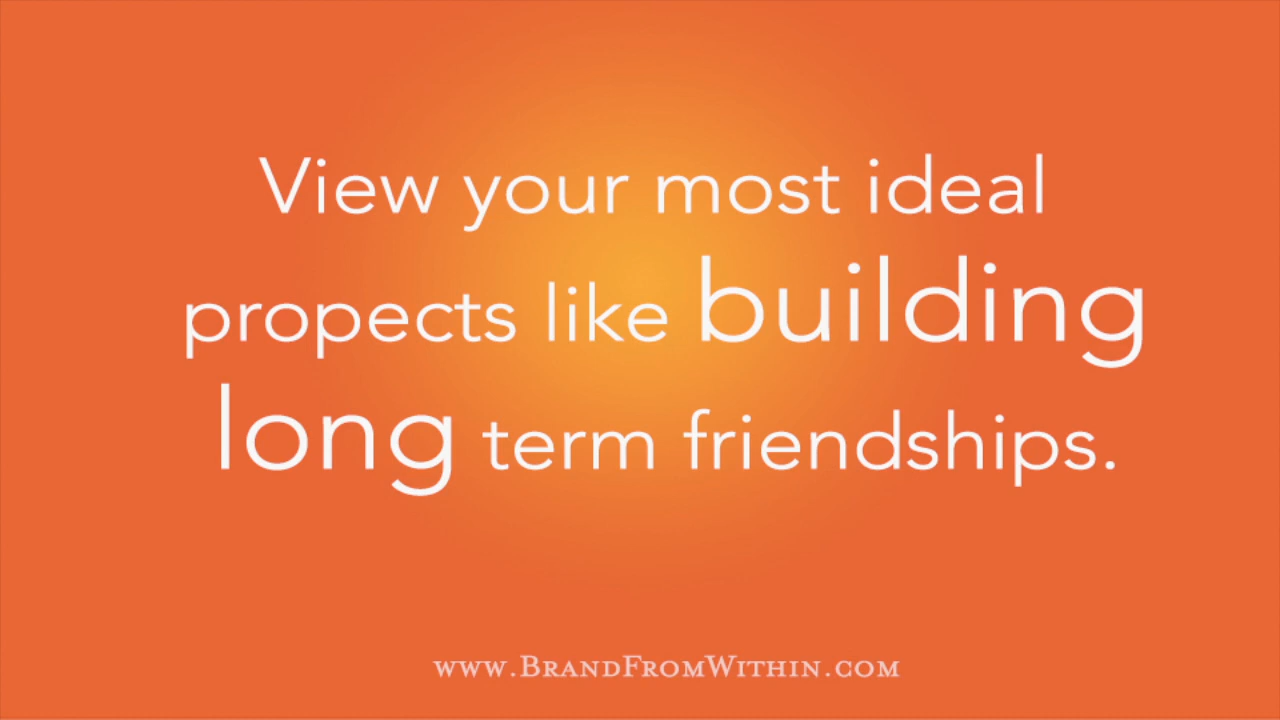 View your most ideal
propects like building
long term friendships.
www.BrandFromWithin.com